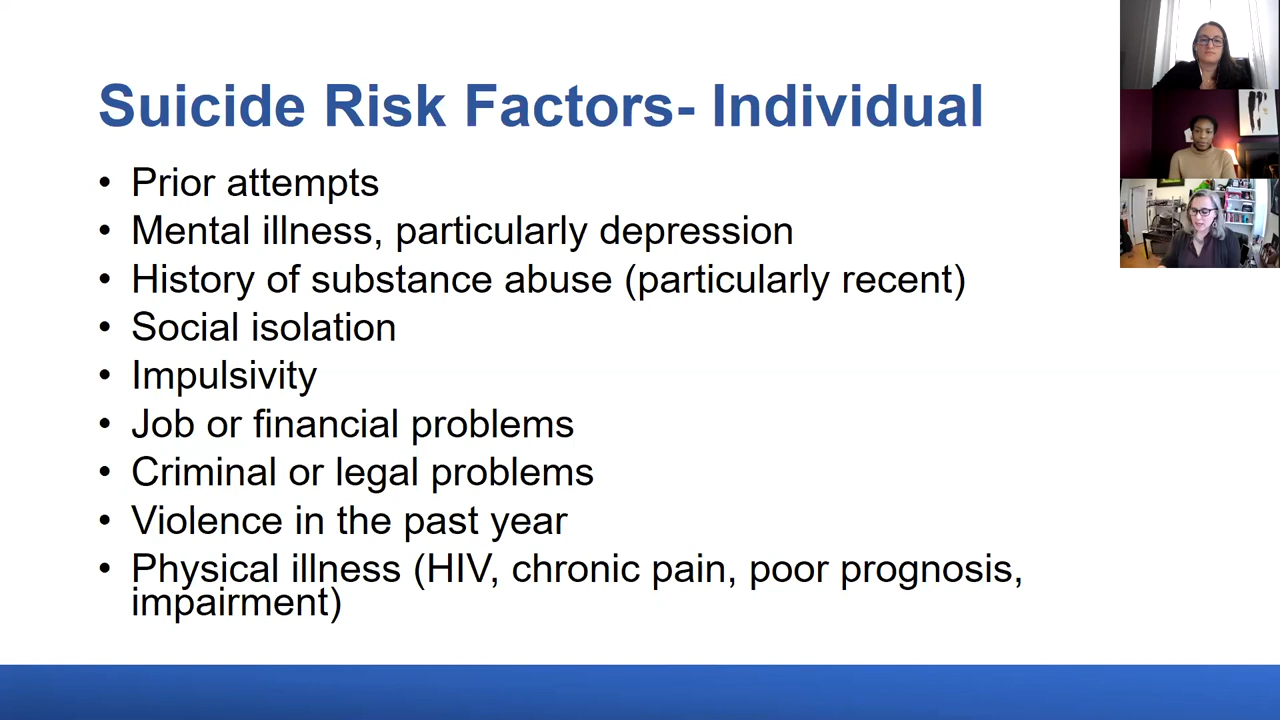 Suicide Risk Factors- Individual
• Prior attempts
• Mental illness, particularly depression
• History of substance abuse (particularly recent)
• Social isolation
• Impulsivity
• Job or financial problems
• Criminal or legal problems
• Violence in the past year
• Physical illness (HIV, chronic pain, poor prognosis,
impairment)